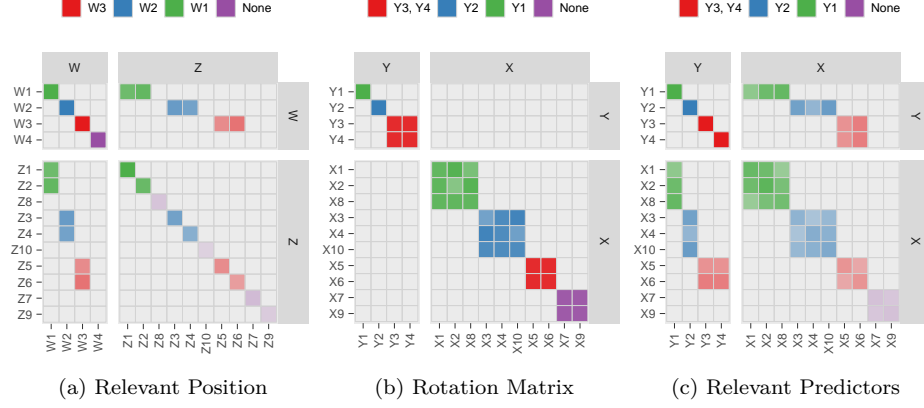 W3 W2 W1 None
W Z
W1
W2
W3
W4
W
Z1
Z2
Z8
Z3
Z4
Z10
Z5
Z6
Z7
Z9
Z
W1 W2 W3 W4 Z1 Z2 Z8 Z3 Z4 Z10 Z5 Z6 Z7 Z9
(a) Relevant Position
Y3, Y4 Y2 Y1 None
Y X
Y1
Y2
Y3
Y4
Y
X1
X2
X8
X3
X4
X10
X5
X6
X7
X9
X
Y1 Y2 Y3 Y4 X1 X2 X8 X3 X4 X10 X5 X6 X7 X9
(b) Rotation Matrix
Y3, Y4 Y2 Y1 None
Y X
Y1
Y2
Y3
Y4
Y
X1
X2
X8
X3
X4
X10
X5
X6
X7
X9
X
Y1 Y2 Y3 Y4 X1 X2 X8 X3 X4 X10 X5 X6 X7 X9
(c) Relevant Predictors